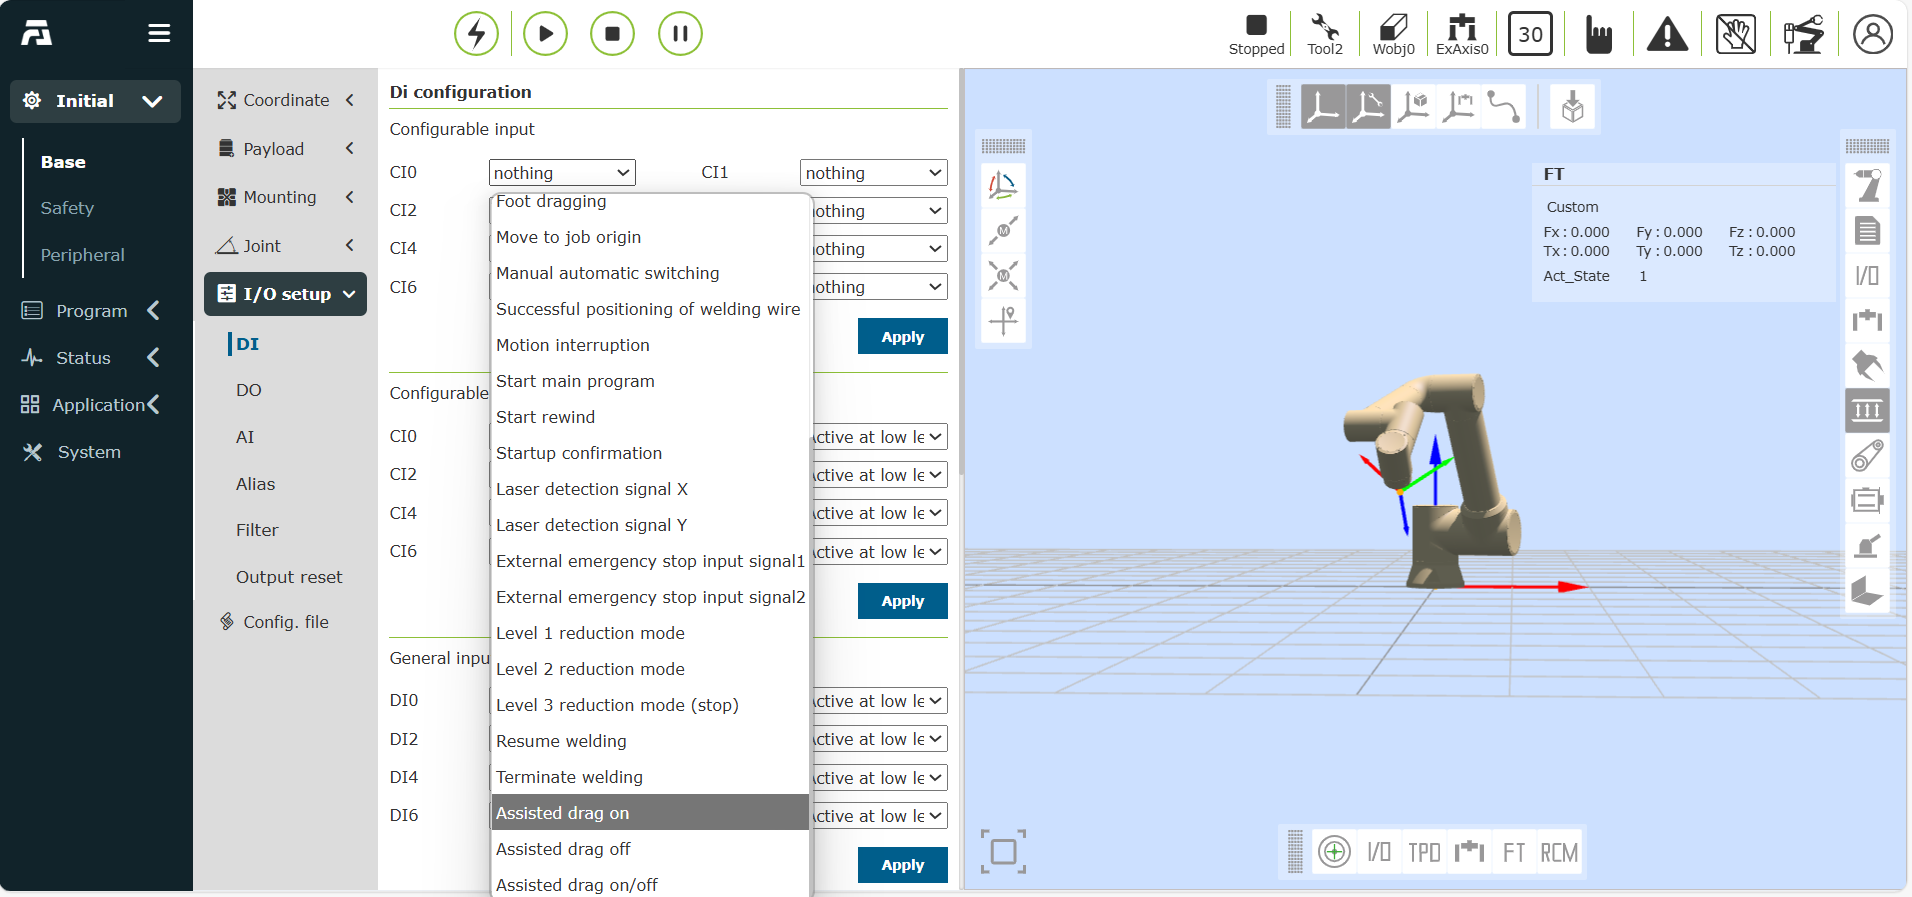 Stopped
Tool2
Wobj0
ExAxis0
30
Initial
Base
Safety
Peripheral
Program
Status
Application
System
Coordinate
Payload
Mounting
Joint
I/O setup
DI
DO
AI
Alias
Filter
Output reset
Config. file
Di configuration
Configurable input
CI0 nothing CI1 nothing
CI2 nothing
CI4 nothing
CI6 nothing
Apply
Configurable
CI0 Active at low le
CI2 Active at low le
CI4 Active at low le
CI6 Active at low le
Apply
General inpu
DI0 Active at low le
DI2 Active at low le
DI4 Active at low le
DI6 Active at low le
Apply
Foot dragging
Move to job origin
Manual automatic switching
Successful positioning of welding wire
Motion interruption
Start main program
Start rewind
Startup confirmation
Laser detection signal X
Laser detection signal Y
External emergency stop input signal1
External emergency stop input signal2
Level 1 reduction mode
Level 2 reduction mode
Level 3 reduction mode (stop)
Resume welding
Terminate welding
Assisted drag on
Assisted drag off
Assisted drag on/off
M
M
FT
Custom
Fx : 0.000 Fy : 0.000 Fz : 0.000
Tx : 0.000 Ty : 0.000 Tz : 0.000
Act_State 1
I/O
I/O TPD FT RCM